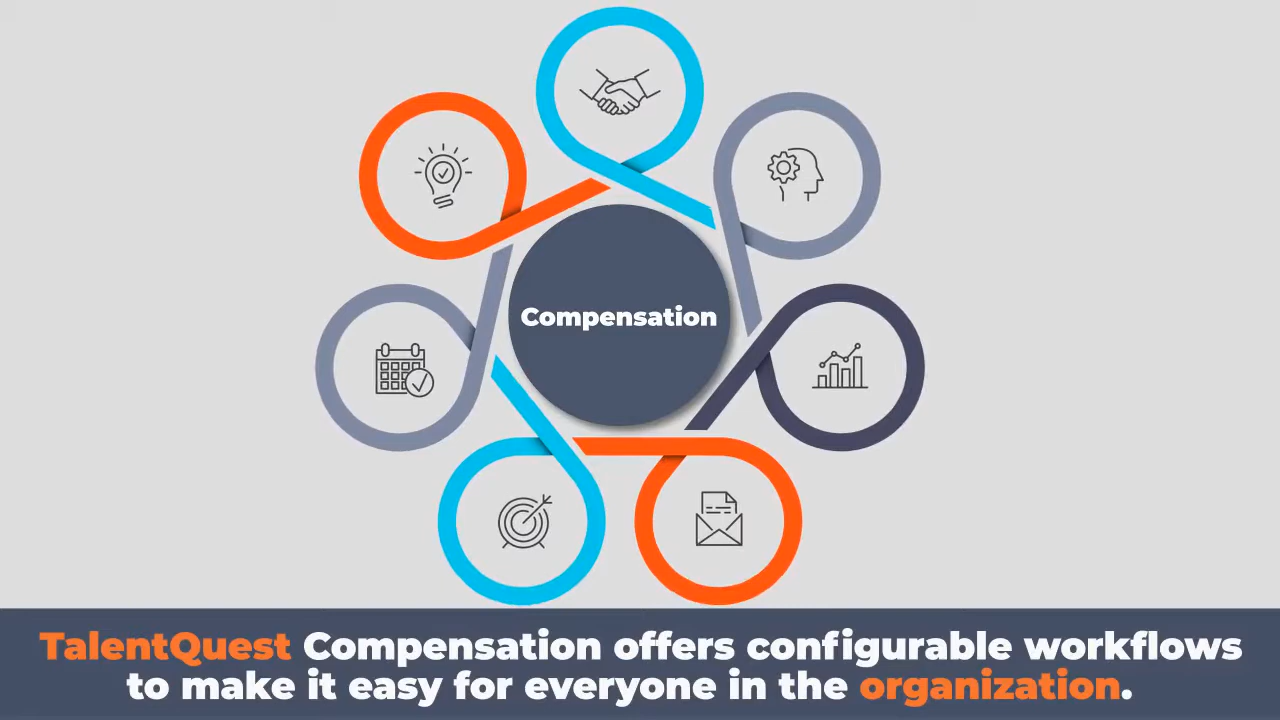 Compensation
TalentQuest Compensation offers configurable workflows
to make it easy for everyone in the organization.